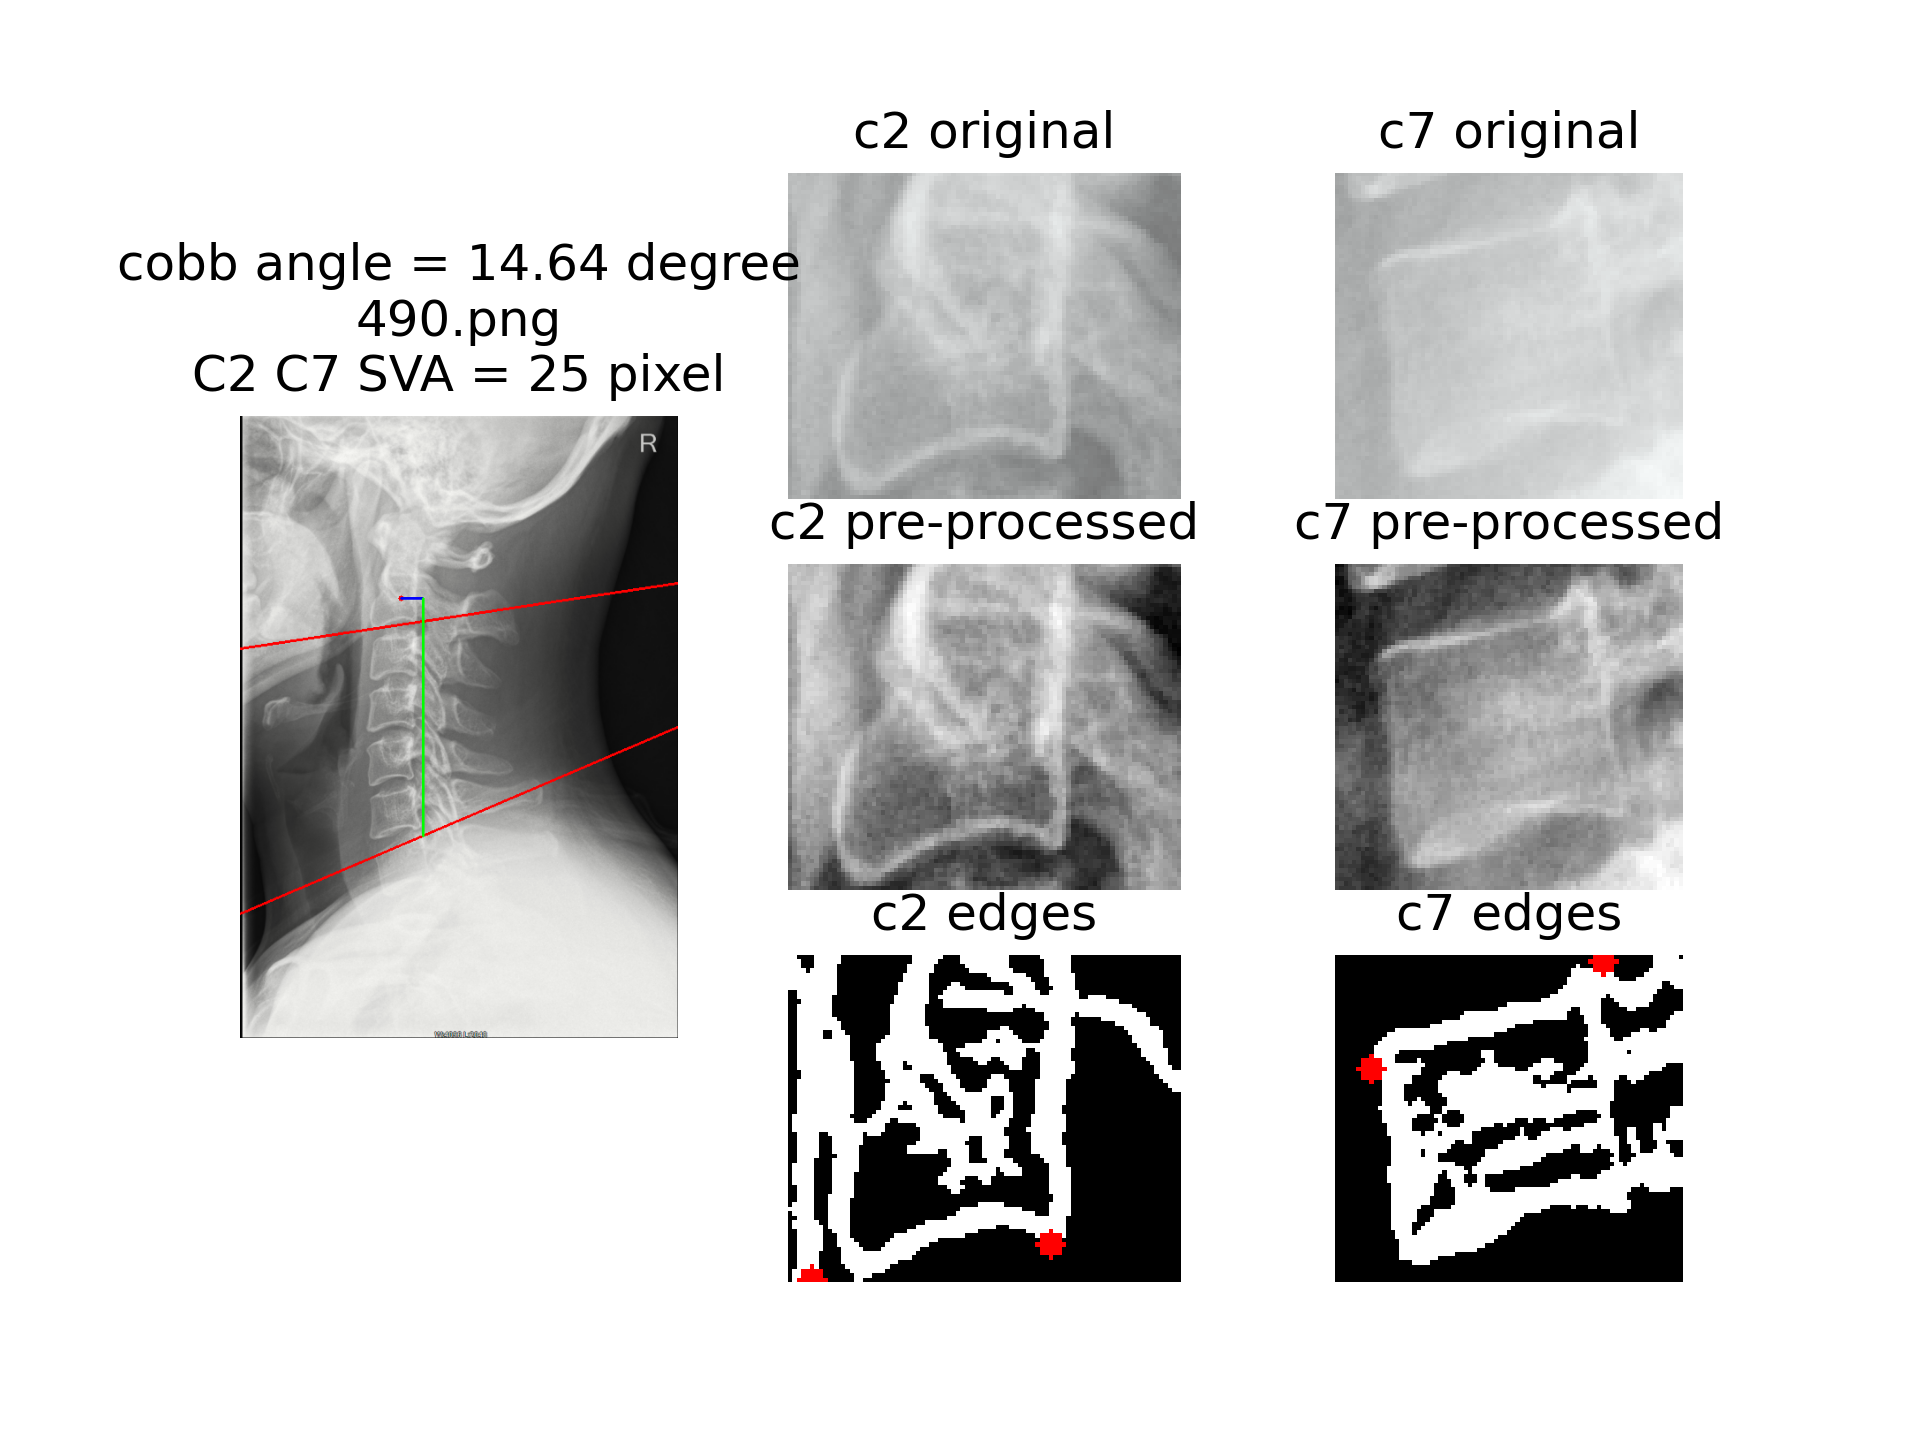 cobb angle = 14.64 degree
490.png
C2 C7 SVA = 25 pixel
R
c2 original
c7 original
c2 pre-processed
c7 pre-processed
c2 edges
c7 edges